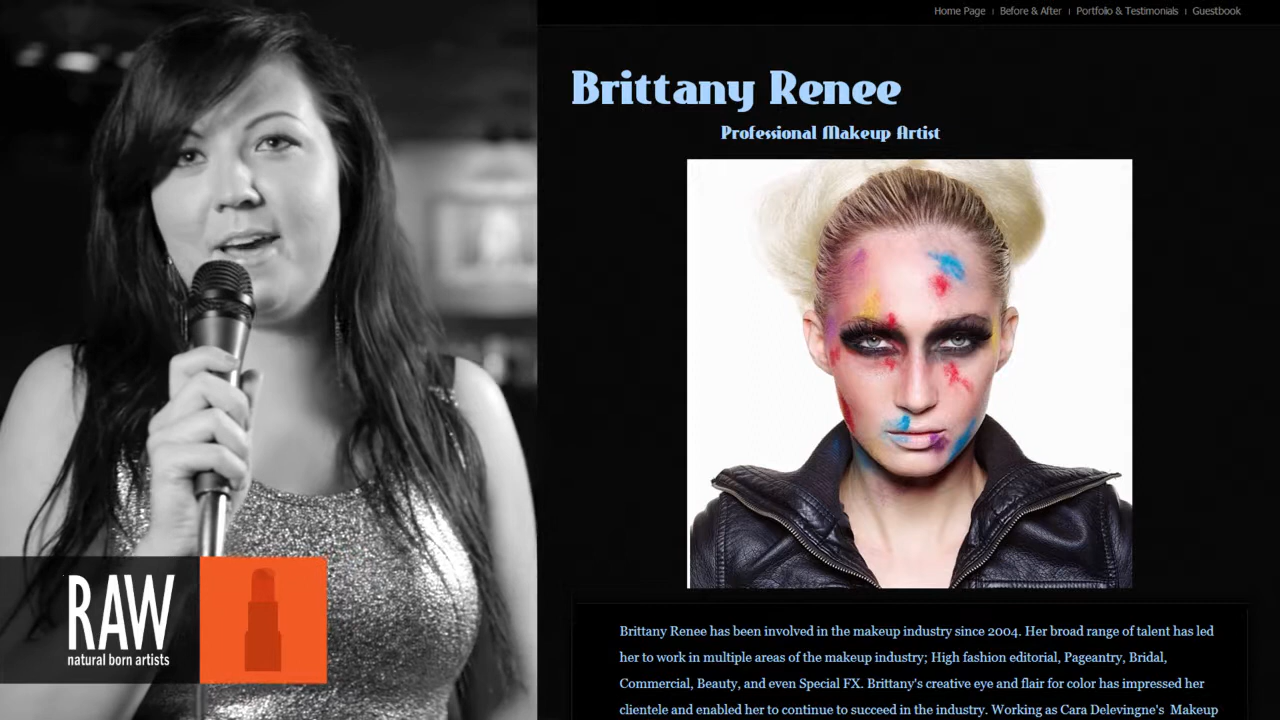 Home Page | Before & After | Portfolio & Testimonials | Guestbook
Brittany Renee
Professional Makeup Artist
Brittany Renee has been involved in the makeup industry since 2004. Her broad range of talent has led
her to work in multiple areas of the makeup industry; High fashion editorial, Pageantry, Bridal,
Commercial, Beauty, and even Special FX. Brittany's creative eye and flair for color has impressed her
clientele and enabled her to continue to succeed in the industry. Working as Cara Delevingne's Makeup
RAW
natural born artists